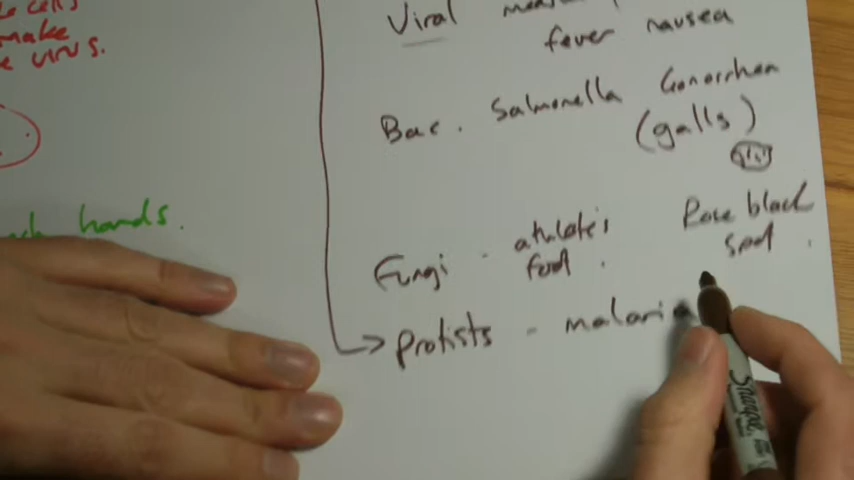 cells
make
virus.
hands.
Viral
fever nausea
Bac. Salmonella Gonorrhea
(galls)
Fungi - athlete's
foot.
Rose black
spot.
protists - malaria
Sharpie